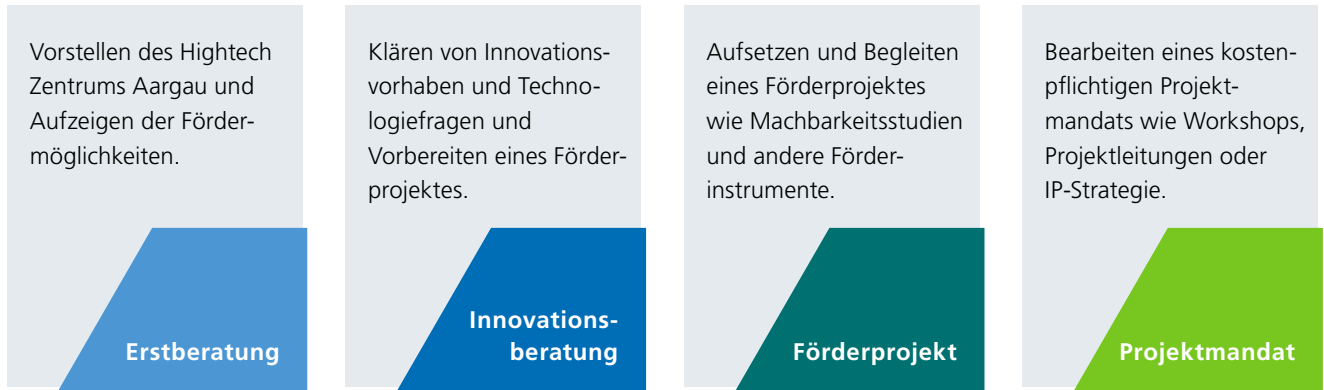 Vorstellen des Hightech
Zentrums Aargau und
Aufzeigen der Förder-
möglichkeiten.
Erstberatung
Klären von Innovations-
vorhaben und Techno-
logiefragen und
Vorbereiten eines Förder-
projektes.
Innovations-
beratung
Aufsetzen und Begleiten
eines Förderprojektes
wie Machbarkeitsstudien
und andere Förder-
instrumente.
Förderprojekt
Bearbeiten eines kosten-
pflichtigen Projekt-
mandats wie Workshops,
Projektleitungen oder
IP-Strategie.
Projektmandat